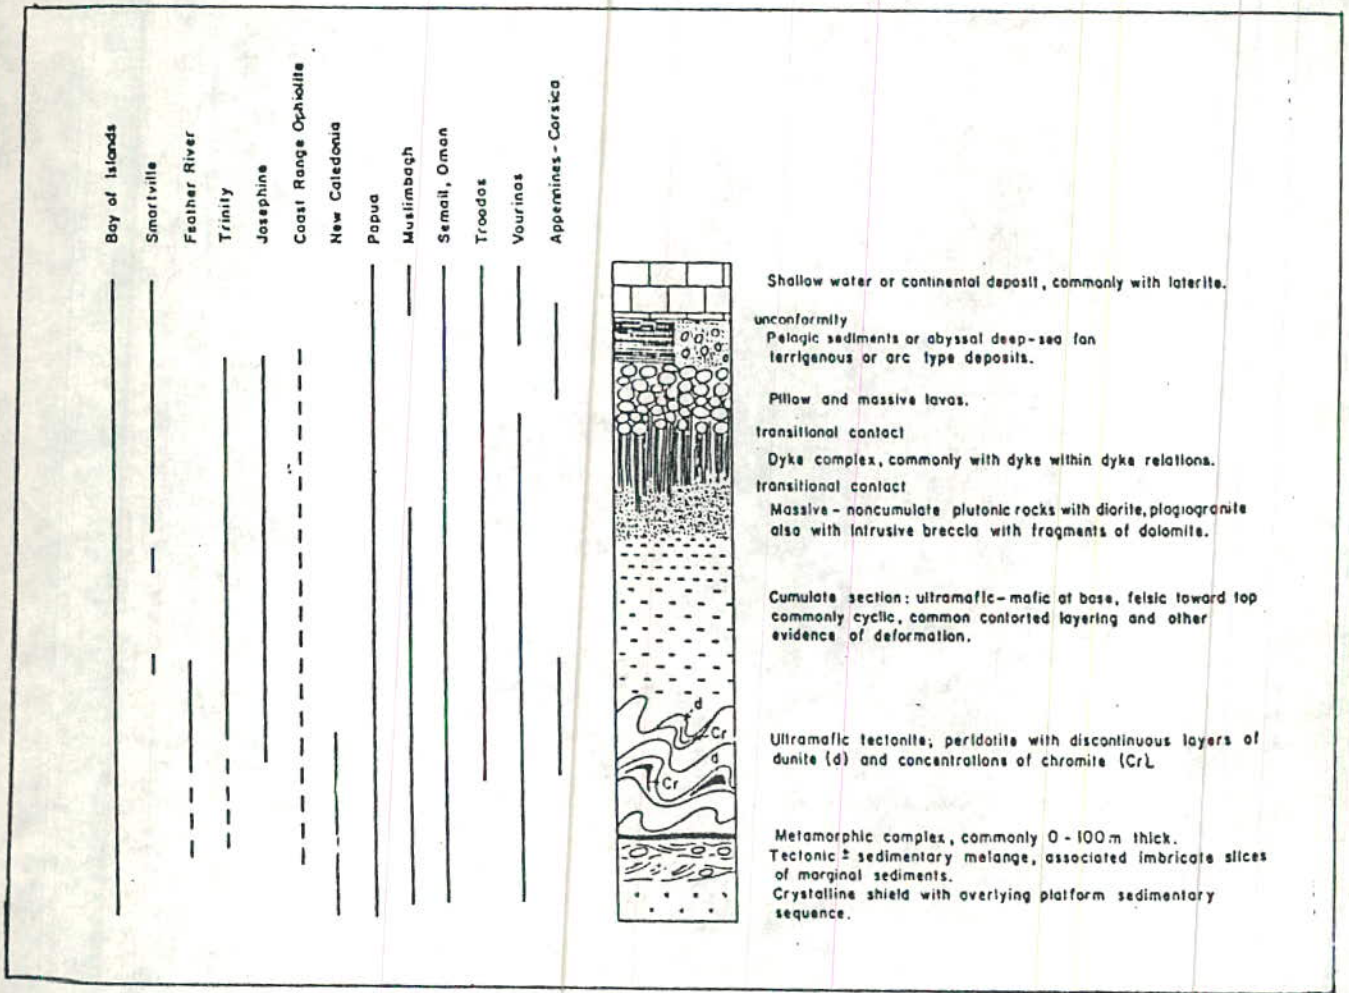 Bay of Islands
Smartville
Feather River
Trinity
Josephine
Coast Range Ophiolite
New Caledonia
Papua
Muslimbagh
Semail, Oman
Troodos
Vourinos
Appennines - Corsica
Shallow water or continental deposit, commonly with laterite.
unconformity
Pelagic sediments or abyssal deep-sea fan
terrigenous or arc type deposits.
Pillow and massive lavas.
transitional contact
Dyke complex, commonly with dyke within dyke relations.
transitional contact
Massive - noncumulate plutonic rocks with diorite, plagiogranite
also with intrusive breccia with fragments of dolomite.
Cumulate section: ultramafic-mafic at base, felsic toward top
commonly cyclic, common contorted layering and other
evidence of deformation.
d
Cr
d
Cr
Ultramafic tectonite; peridotite with discontinuous layers of
dunite (d) and concentrations of chromite (Cr).
Metamorphic complex, commonly 0 - 100 m thick.
Tectonic ± sedimentary melange, associated imbricate slices
of marginal sediments.
Crystalline shield with overlying platform sedimentary
sequence.